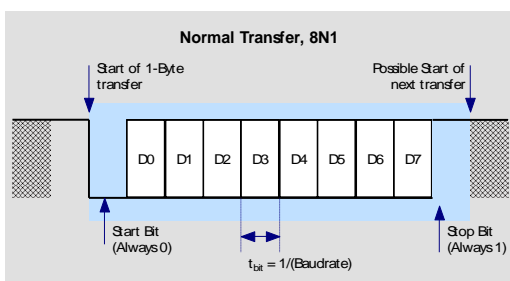 Normal Transfer, 8N1
Start of 1-Byte
transfer
Possible Start of
next transfer
D0 D1 D2 D3 D4 D5 D6 D7
Start Bit
(Always 0)
Stop Bit
(Always 1)
tbit = 1/(Baudrate)